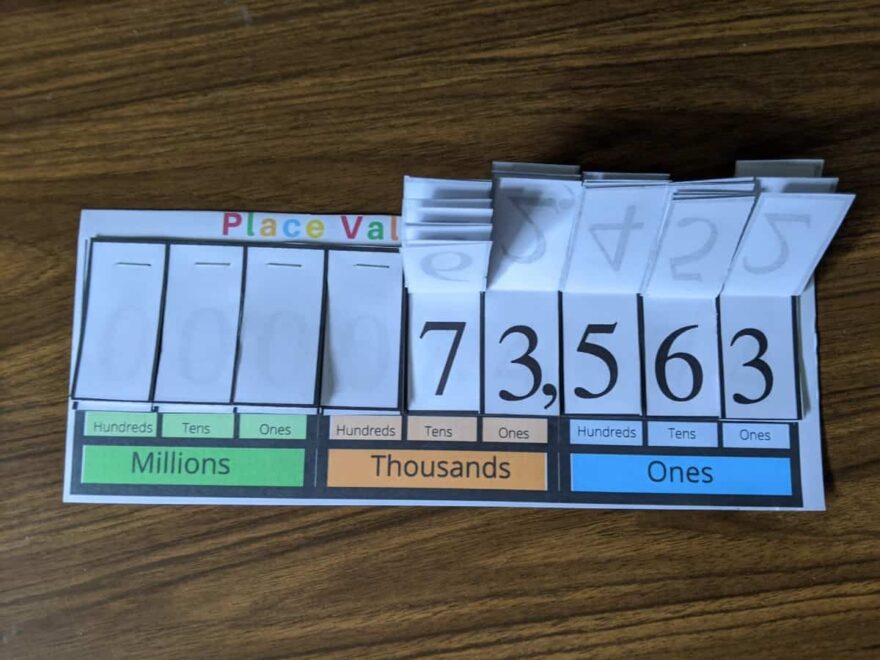 Place Val
73,563
Hundreds Tens Ones Hundreds Tens Ones Hundreds Tens Ones
Millions Thousands Ones